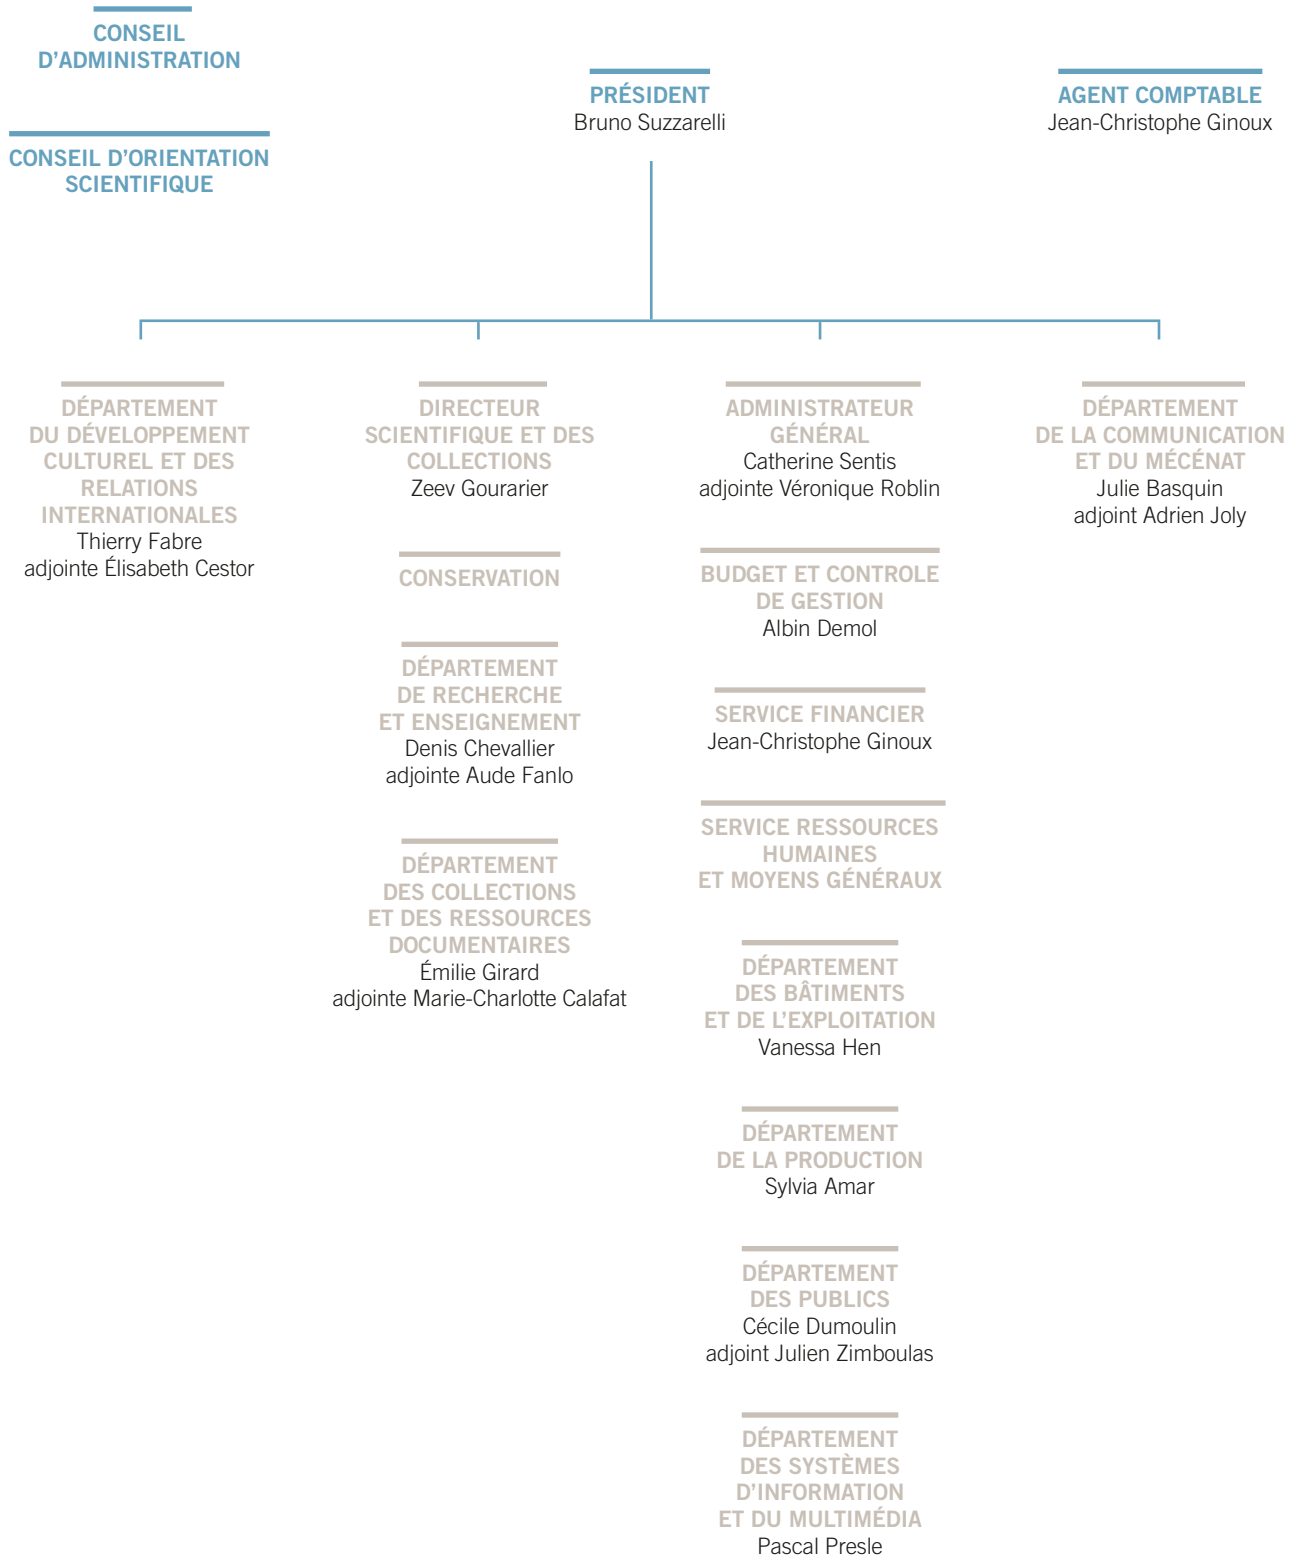 CONSEIL
D’ADMINISTRATION
CONSEIL D’ORIENTATION
SCIENTIFIQUE
PRÉSIDENT
Bruno Suzzarelli
AGENT COMPTABLE
Jean-Christophe Ginoux
DÉPARTEMENT
DU DÉVELOPPEMENT
CULTUREL ET DES
RELATIONS
INTERNATIONALES
Thierry Fabre
adjointe Élisabeth Cestor
DIRECTEUR
SCIENTIFIQUE ET DES
COLLECTIONS
Zeev Gourarier
CONSERVATION
DÉPARTEMENT
DE RECHERCHE
ET ENSEIGNEMENT
Denis Chevallier
adjointe Aude Fanlo
DÉPARTEMENT
DES COLLECTIONS
ET DES RESSOURCES
DOCUMENTAIRES
Émilie Girard
adjointe Marie-Charlotte Calafat
ADMINISTRATEUR
GÉNÉRAL
Catherine Sentis
adjointe Véronique Roblin
BUDGET ET CONTROLE
DE GESTION
Albin Demol
SERVICE FINANCIER
Jean-Christophe Ginoux
SERVICE RESSOURCES
HUMAINES
ET MOYENS GÉNÉRAUX
DÉPARTEMENT
DES BÂTIMENTS
ET DE L’EXPLOITATION
Vanessa Hen
DÉPARTEMENT
DE LA PRODUCTION
Sylvia Amar
DÉPARTEMENT
DES PUBLICS
Cécile Dumoulin
adjoint Julien Zimboulas
DÉPARTEMENT
DES SYSTÈMES
D’INFORMATION
ET DU MULTIMÉDIA
Pascal Presle
DÉPARTEMENT
DE LA COMMUNICATION
ET DU MÉCÉNAT
Julie Basquin
adjoint Adrien Joly